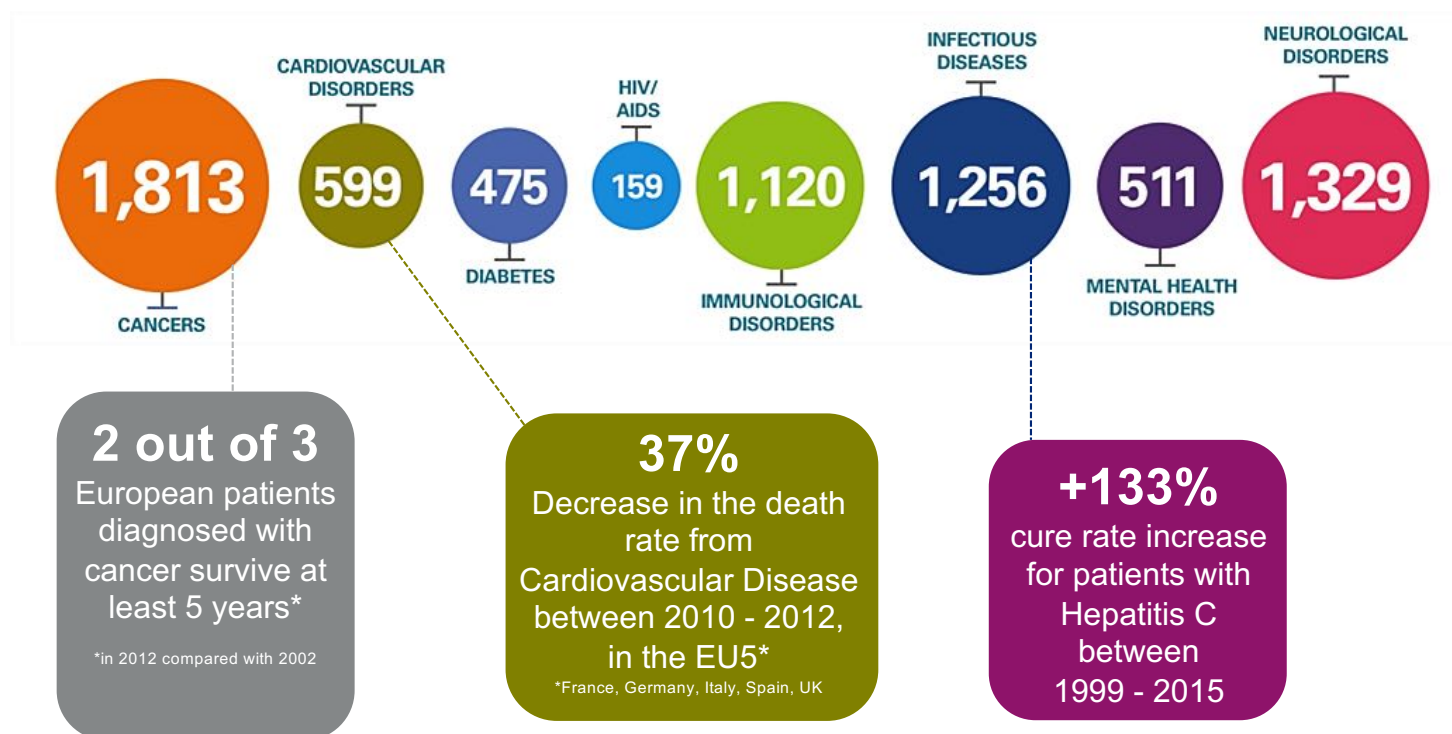 1,813
CANCERS
CARDIOVASCULAR
DISORDERS
599
475
DIABETES
HIV/
AIDS
159
1,120
IMMUNOLOGICAL
DISORDERS
INFECTIOUS
DISEASES
1,256
511
MENTAL HEALTH
DISORDERS
NEUROLOGICAL
DISORDERS
1,329
2 out of 3
European patients
diagnosed with
cancer survive at
least 5 years*
*in 2012 compared with 2002
37%
Decrease in the death
rate from
Cardiovascular Disease
between 2010 - 2012,
in the EU5*
*France, Germany, Italy, Spain, UK
+133%
cure rate increase
for patients with
Hepatitis C
between
1999 - 2015